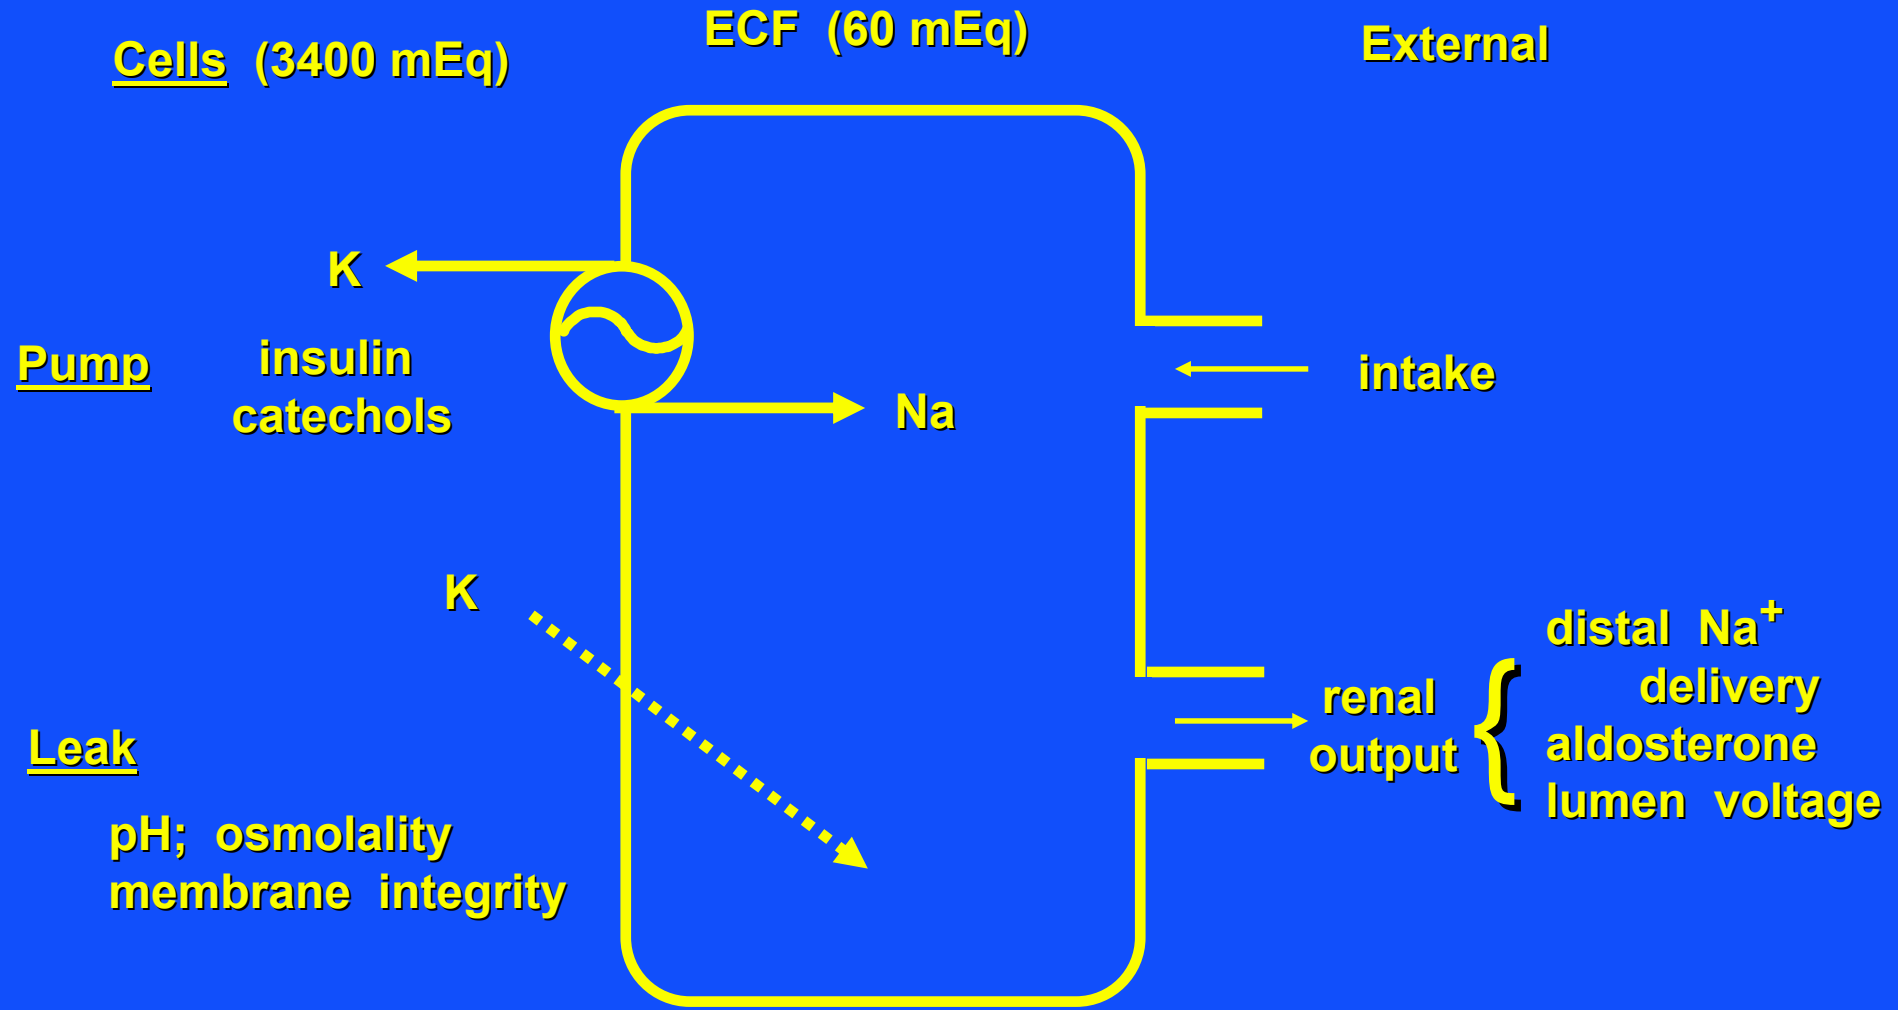 Cells (3400 mEq)
ECF (60 mEq)
External
K
Pump
insulin
catechols
Na
intake
K
Leak
pH; osmolality
membrane integrity
renal
output
{
distal Na+
delivery
aldosterone
lumen voltage